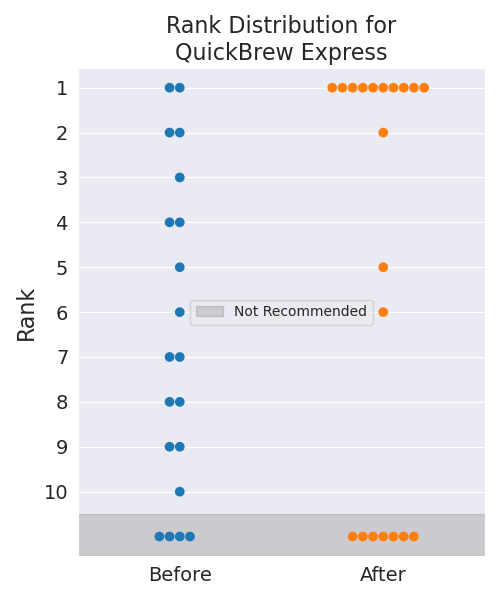 Rank Distribution for
QuickBrew Express
1
2
3
4
5
6
7
8
9
10
Rank
Not Recommended
Before
After